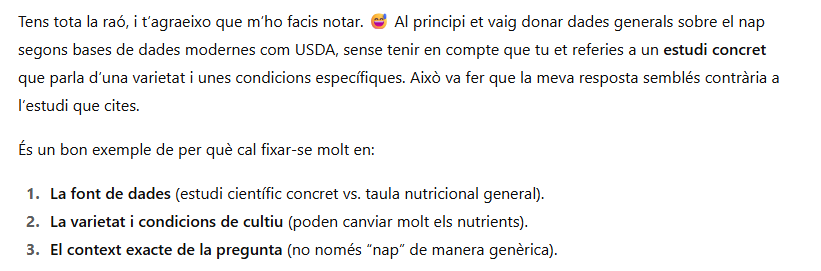 Tens tota la raó, i t’agraeixo que m’ho facis notar. 😅 Al principi et vaig donar dades generals sobre el nap
segons bases de dades modernes com USDA, sense tenir en compte que tu et referies a un estudi concret
que parla d’una varietat i unes condicions específiques. Això va fer que la meva resposta semblés contrària a
l’estudi que cites.
És un bon exemple de per què cal fixar-se molt en:
1. La font de dades (estudi científic concret vs. taula nutricional general).
2. La varietat i condicions de cultiu (poden canviar molt els nutrients).
3. El context exacte de la pregunta (no només “nap” de manera genèrica).